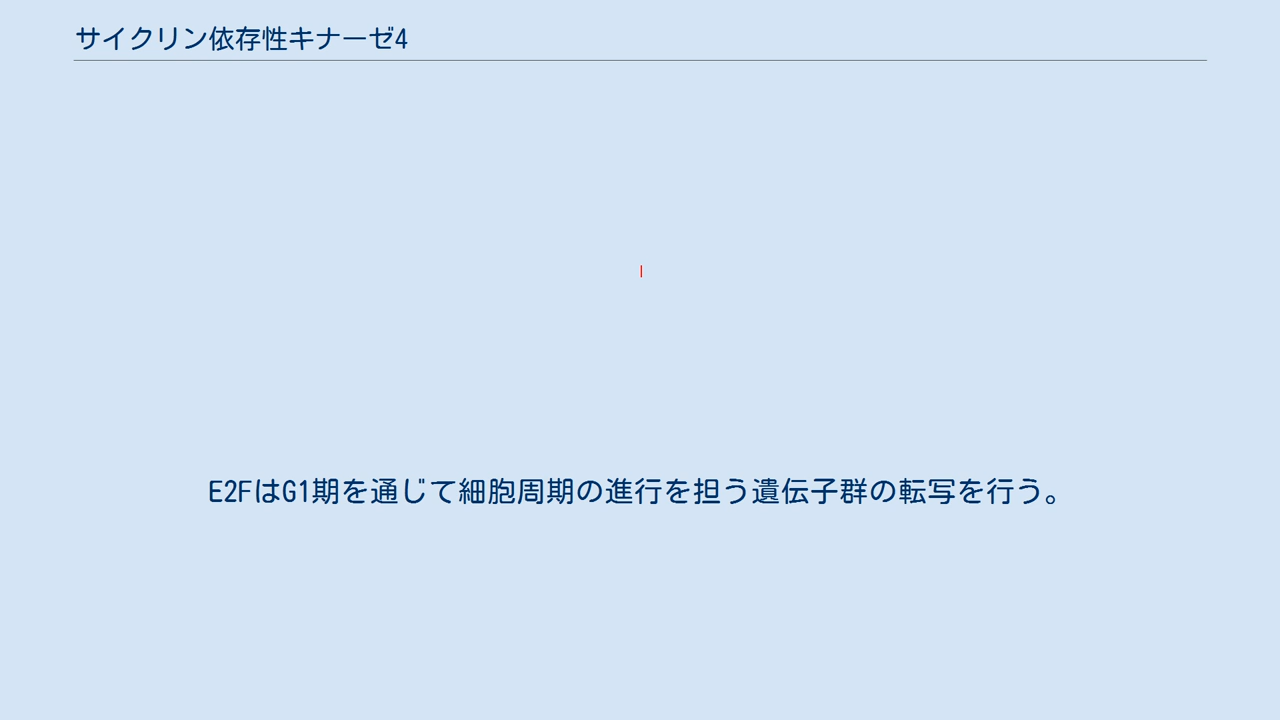 サイクリン依存性キナーゼ4
E2FはG1期を通じて細胞周期の進行を担う遺伝子群の転写を行う。